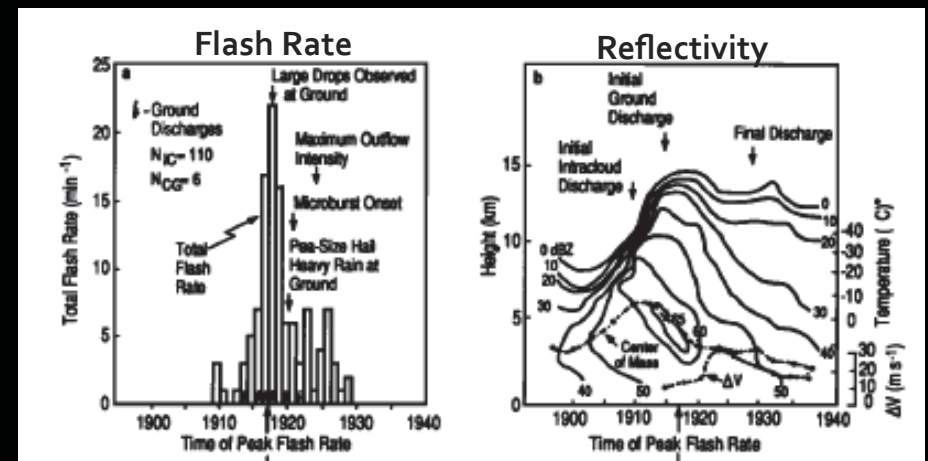 Flash Rate
a
25
20
15
10
5
0
Total Flash Rate (min⁻¹)
-Ground
Discharges
N IC= 110
N CG= 6
Large Drops Observed
at Ground
Maximum Outflow
Intensity
Microburst Onset
Pea-Size Hail
Heavy Rain at
Ground
Total
Flash
Rate
1900 1910 1920 1930 1940
Time of Peak Flash Rate
Reflectivity
b
Initial
Ground
Discharge
Initial
Intracloud
Discharge
Final Discharge
15
10
5
0
Height (km)
0 dBZ
10
20
30
40
50
60
50
40
30
20
10
0
Center
of Mass
ΔV
-40
-30
-20
-10
0
Temperature (°C)
30
20
10
0
ΔV (m s⁻¹)
1900 1910 1920 1930 1940
Time of Peak Flash Rate